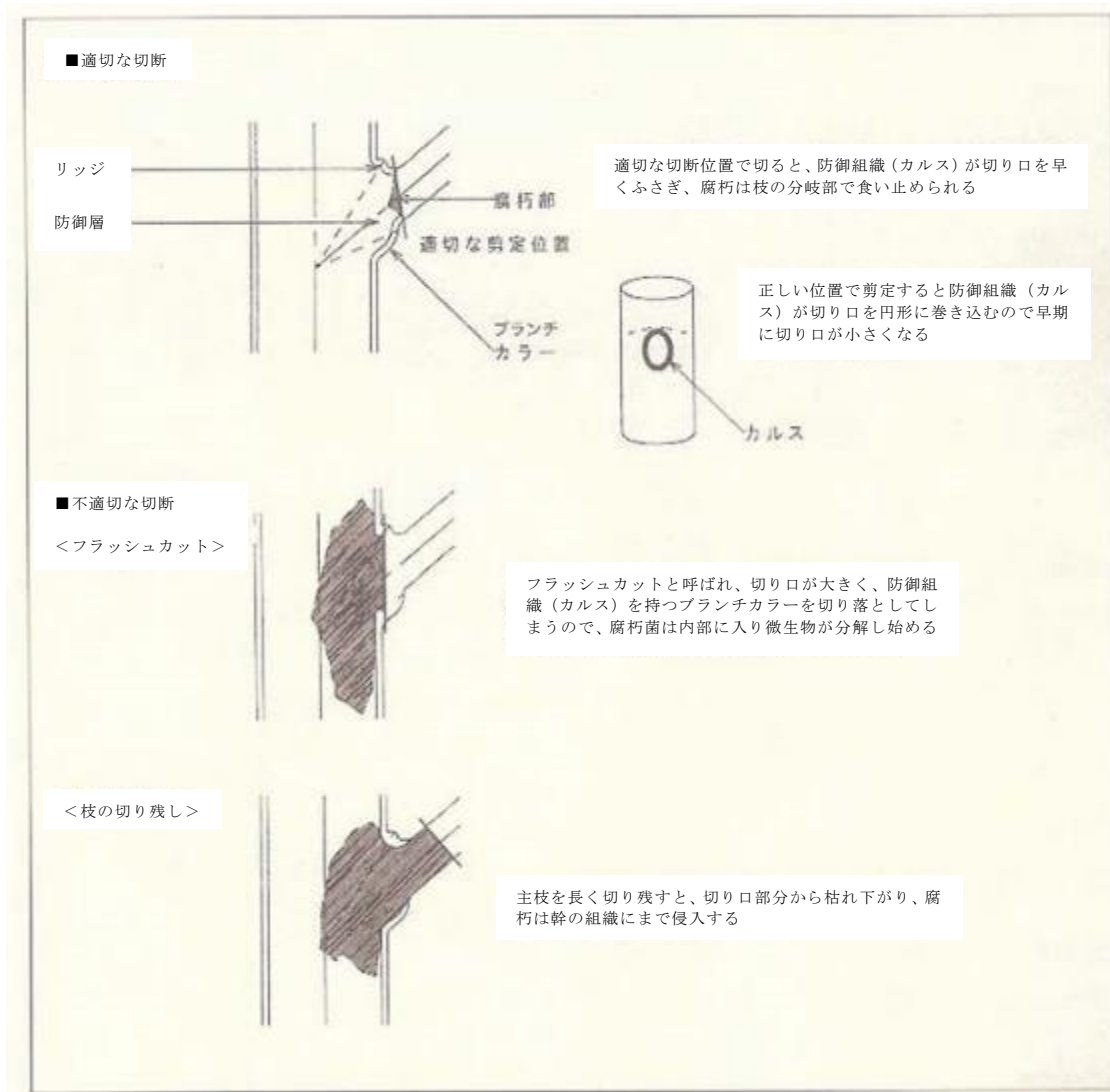 ■適切な切断
リッジ
防御層
腐朽部
適切な剪定位置
ブランチ
カラー
適切な切断位置で切ると、防御組織（カルス）が切り口を早
くふさぎ、腐朽は枝の分岐部で食い止められる
正しい位置で剪定すると防御組織（カル
ス）が切り口を円形に巻き込むので早期
に切り口が小さくなる
カルス
■不適切な切断
＜フラッシュカット＞
フラッシュカットと呼ばれ、切り口が大きく、防御組
織（カルス）を持つブランチカラーを切り落としてし
まうので、腐朽菌は内部に入り微生物が分解し始める
＜枝の切り残し＞
主枝を長く切り残すと、切り口部分から枯れ下がり、腐
朽は幹の組織にまで侵入する